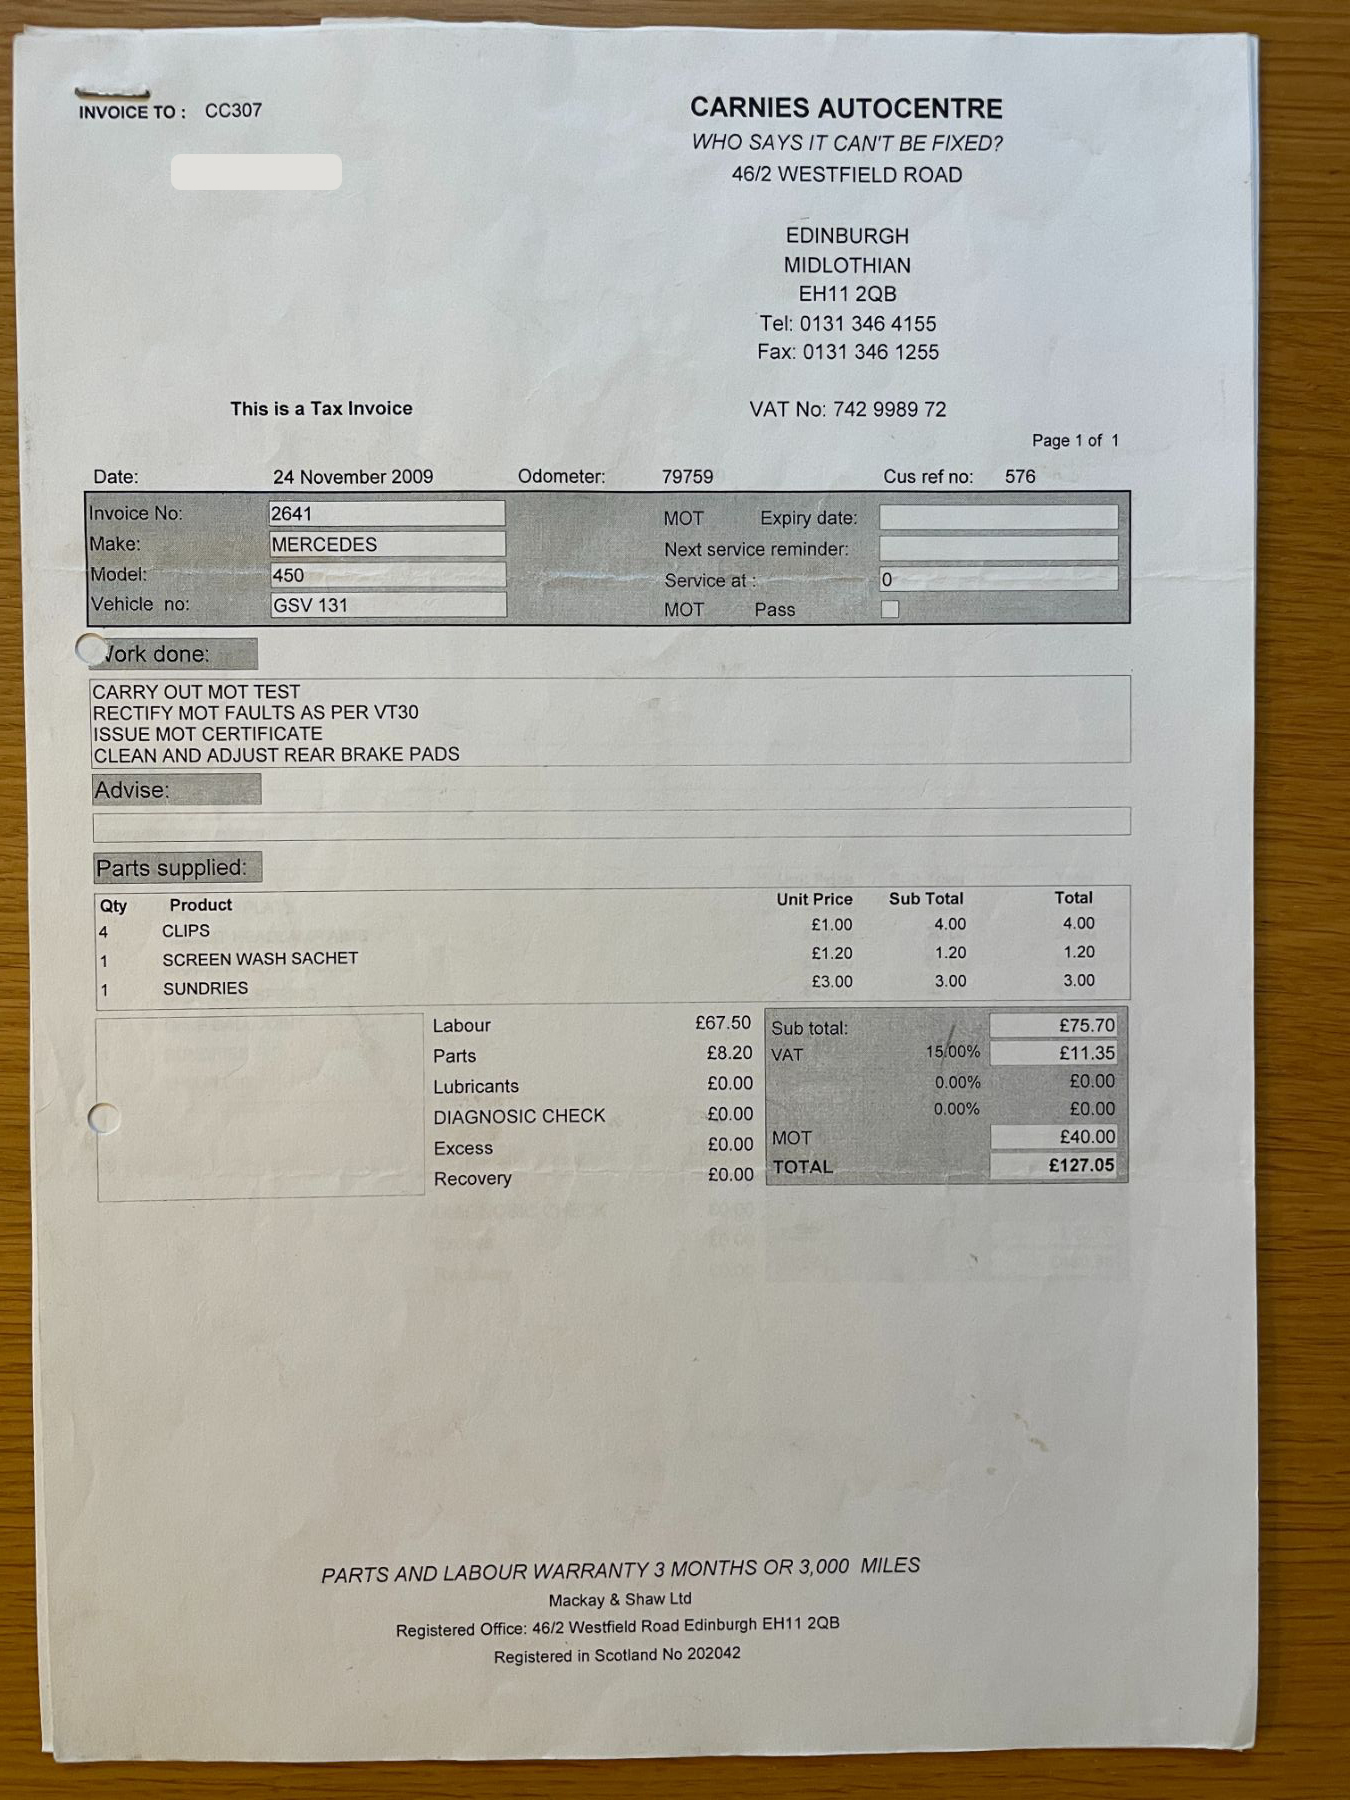 INVOICE TO : CC307
CARNIES AUTOCENTRE
WHO SAYS IT CAN'T BE FIXED?
46/2 WESTFIELD ROAD
EDINBURGH
MIDLOTHIAN
EH11 2QB
Tel: 0131 346 4155
Fax: 0131 346 1255
This is a Tax Invoice
VAT No: 742 9989 72
Page 1 of 1
Date: 24 November 2009 Odometer: 79759 Cus ref no: 576
Invoice No: 2641 MOT Expiry date:
Make: MERCEDES Next service reminder:
Model: 450 Service at : 0
Vehicle no: GSV 131 MOT Pass
Work done:
CARRY OUT MOT TEST
RECTIFY MOT FAULTS AS PER VT30
ISSUE MOT CERTIFICATE
CLEAN AND ADJUST REAR BRAKE PADS
Advise:
Parts supplied:
Qty Product Unit Price Sub Total Total
4 CLIPS £1.00 4.00 4.00
1 SCREEN WASH SACHET £1.20 1.20 1.20
1 SUNDRIES £3.00 3.00 3.00
Labour £67.50 Sub total: £75.70
Parts £8.20 VAT 15.00% £11.35
Lubricants £0.00 0.00% £0.00
DIAGNOSIC CHECK £0.00 0.00% £0.00
Excess £0.00 MOT £40.00
Recovery £0.00 TOTAL £127.05
PARTS AND LABOUR WARRANTY 3 MONTHS OR 3,000 MILES
Mackay & Shaw Ltd
Registered Office: 46/2 Westfield Road Edinburgh EH11 2QB
Registered in Scotland No 202042